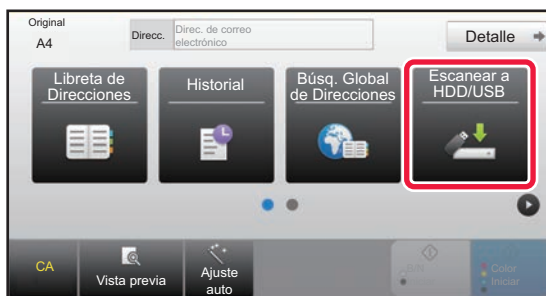 Original
A4
Direcc.
Direc. de correo
electrónico
Detalle
Libreta de
Direcciones
Historial
Búsq. Global
de Direcciones
Escanear a
HDD/USB
CA
Vista previa
Ajuste
auto
B/N
Color
Iniciar